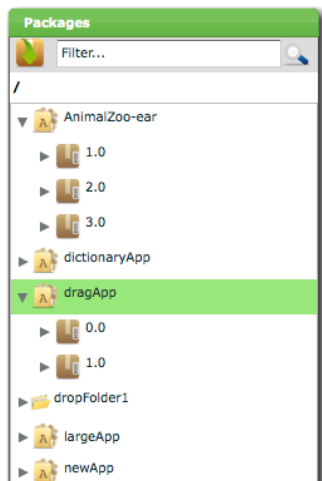 Packages
Filter...
/
AnimalZoo-ear
1.0
2.0
3.0
dictionaryApp
dragApp
0.0
1.0
dropFolder1
largeApp
newApp